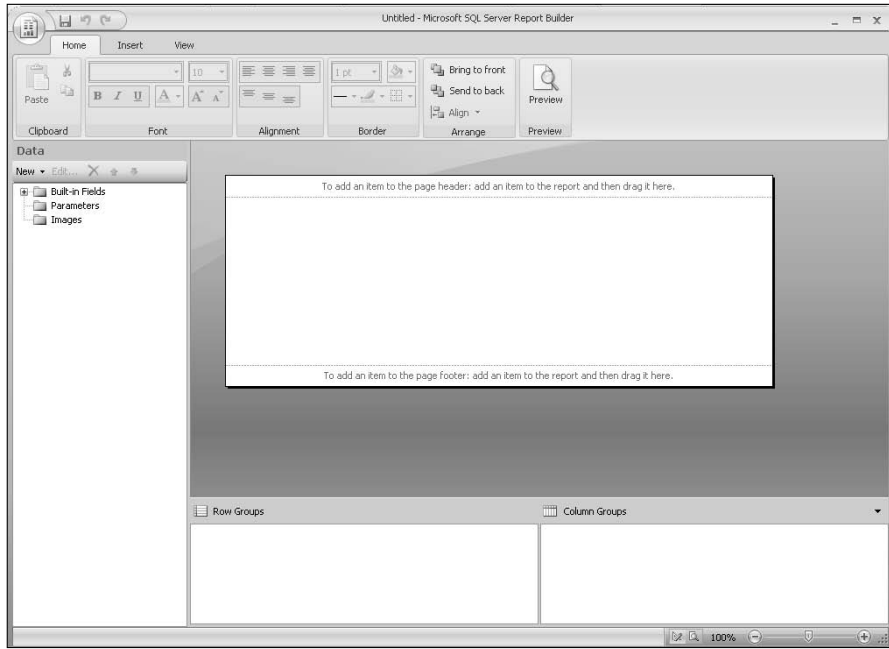 Untitled - Microsoft SQL Server Report Builder
Home Insert View
Paste
10
1 pt
Bring to front
Send to back
Align
Preview
B I U A A A
Clipboard Font Alignment Border Arrange Preview
Data
New Edit...
Built-in Fields
Parameters
Images
To add an item to the page header: add an item to the report and then drag it here.
To add an item to the page footer: add an item to the report and then drag it here.
Row Groups
Column Groups
100%